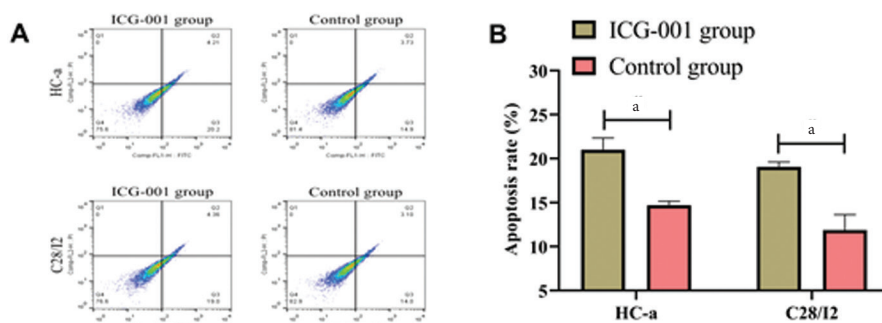 A
ICG-001 group
Control group
HC-a
Q1
0
Q2
4.21
Q4
75.6
Q3
20.2
Comp-FL1-H :: FITC
Q1
0
Q2
3.73
Q4
81.4
Q3
14.8
Comp-FL1-H :: FITC
ICG-001 group
Control group
C28/I2
Q1
0
Q2
4.36
Q4
76.6
Q3
19.0
Q1
0
Q2
3.10
Q4
82.9
Q3
14.0
B
ICG-001 group
Control group
Apoptosis rate (%)
30
25
20
15
10
5
a
a
HC-a
C28/I2